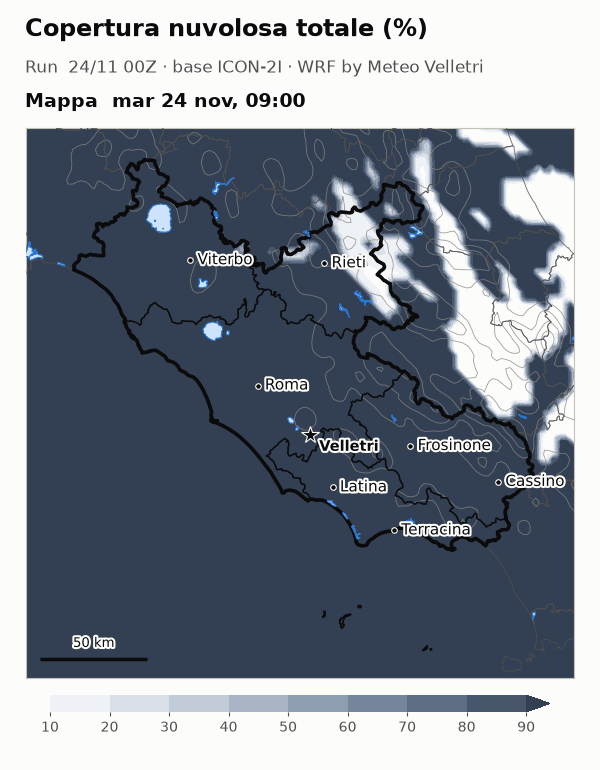 Copertura nuvolosa totale (%)
Run 24/11 00Z · base ICON-2I · WRF by Meteo Velletri
Mappa mar 24 nov, 09:00
Viterbo
Rieti
Roma
Velletri
Frosinone
Cassino
Latina
Terracina
50 km
10 20 30 40 50 60 70 80 90